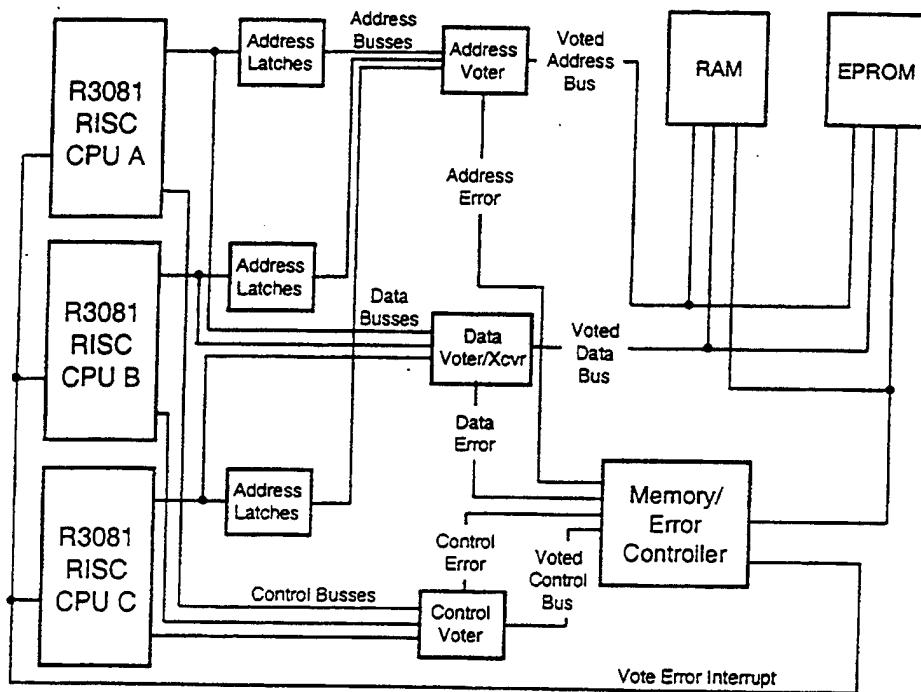 R3081
RISC
CPU A
Address
Latches
Address
Busses
Address
Voter
Voted
Address
Bus
RAM
EPROM
Address
Error
R3081
RISC
CPU B
Address
Latches
Data
Busses
Data
Voter/Xcvr
Voted
Data
Bus
Data
Error
R3081
RISC
CPU C
Address
Latches
Memory/
Error
Controller
Control
Error
Voted
Control
Bus
Control Busses
Control
Voter
Vote Error Interrupt